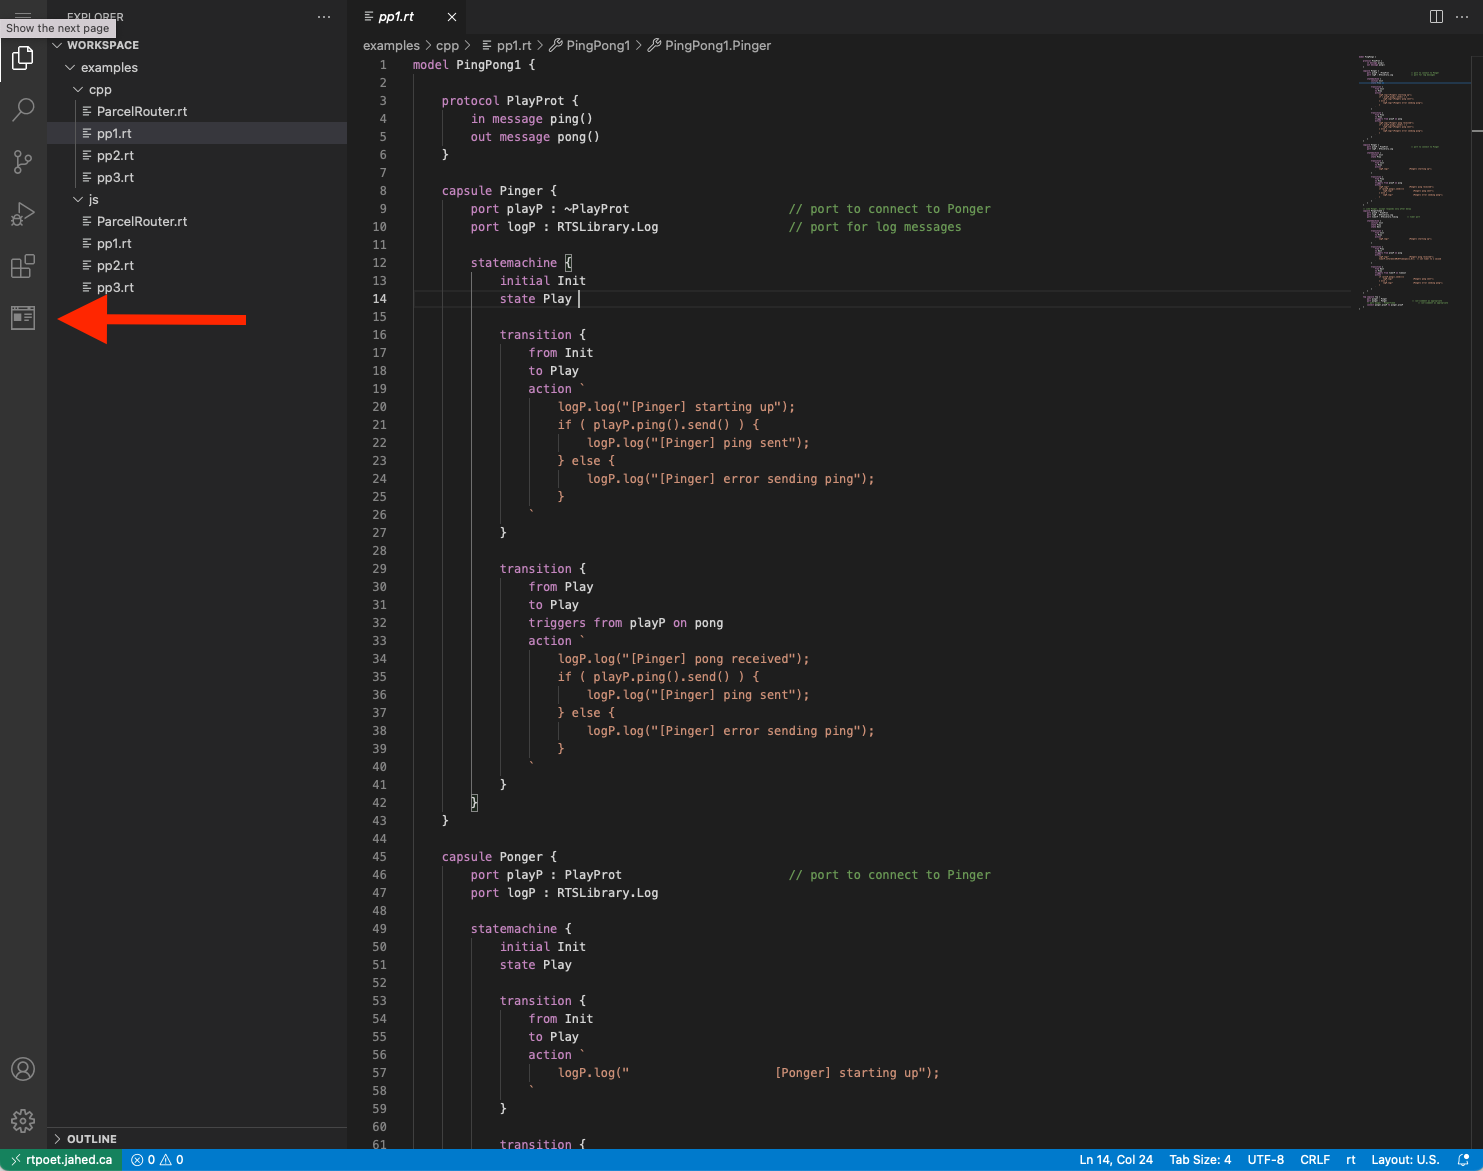 EXPLORER
Show the next page
WORKSPACE
examples
cpp
ParcelRouter.rt
pp1.rt
pp2.rt
pp3.rt
js
ParcelRouter.rt
pp1.rt
pp2.rt
pp3.rt
OUTLINE
pp1.rt
examples > cpp > pp1.rt > PingPong1 > PingPong1.Pinger
1 model PingPong1 {
2
3 protocol PlayProt {
4 in message ping()
5 out message pong()
6 }
7
8 capsule Pinger {
9 port playP : ~PlayProt // port to connect to Ponger
10 port logP : RTSLibrary.Log // port for log messages
11
12 statemachine {
13 initial Init
14 state Play
15
16 transition {
17 from Init
18 to Play
19 action `
20 logP.log("[Pinger] starting up");
21 if ( playP.ping().send() ) {
22 logP.log("[Pinger] ping sent");
23 } else {
24 logP.log("[Pinger] error sending ping");
25 }
26 `
27 }
28
29 transition {
30 from Play
31 to Play
32 triggers from playP on pong
33 action `
34 logP.log("[Pinger] pong received");
35 if ( playP.ping().send() ) {
36 logP.log("[Pinger] ping sent");
37 } else {
38 logP.log("[Pinger] error sending ping");
39 }
40 `
41 }
42 }
43 }
44
45 capsule Ponger {
46 port playP : PlayProt // port to connect to Pinger
47 port logP : RTSLibrary.Log
48
49 statemachine {
50 initial Init
51 state Play
52
53 transition {
54 from Init
55 to Play
56 action `
57 logP.log(" [Ponger] starting up");
58 `
59 }
60
61 transition {
rtpoet.jahed.ca 0 0 Ln 14, Col 24 Tab Size: 4 UTF-8 CRLF rt Layout: U.S.